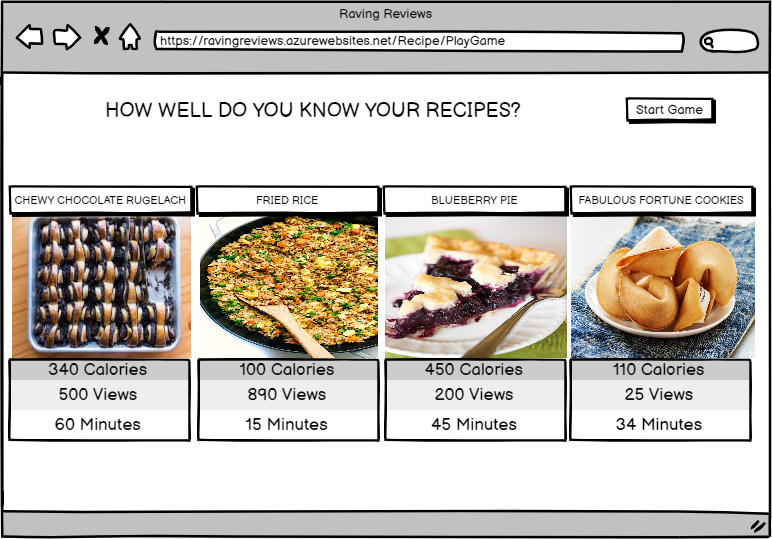 Raving Reviews
https://ravingreviews.azurewebsites.net/Recipe/PlayGame
HOW WELL DO YOU KNOW YOUR RECIPES?
Start Game
CHEWY CHOCOLATE RUGELACH
FRIED RICE
BLUEBERRY PIE
FABULOUS FORTUNE COOKIES
340 Calories
100 Calories
450 Calories
110 Calories
500 Views
890 Views
200 Views
25 Views
60 Minutes
15 Minutes
45 Minutes
34 Minutes